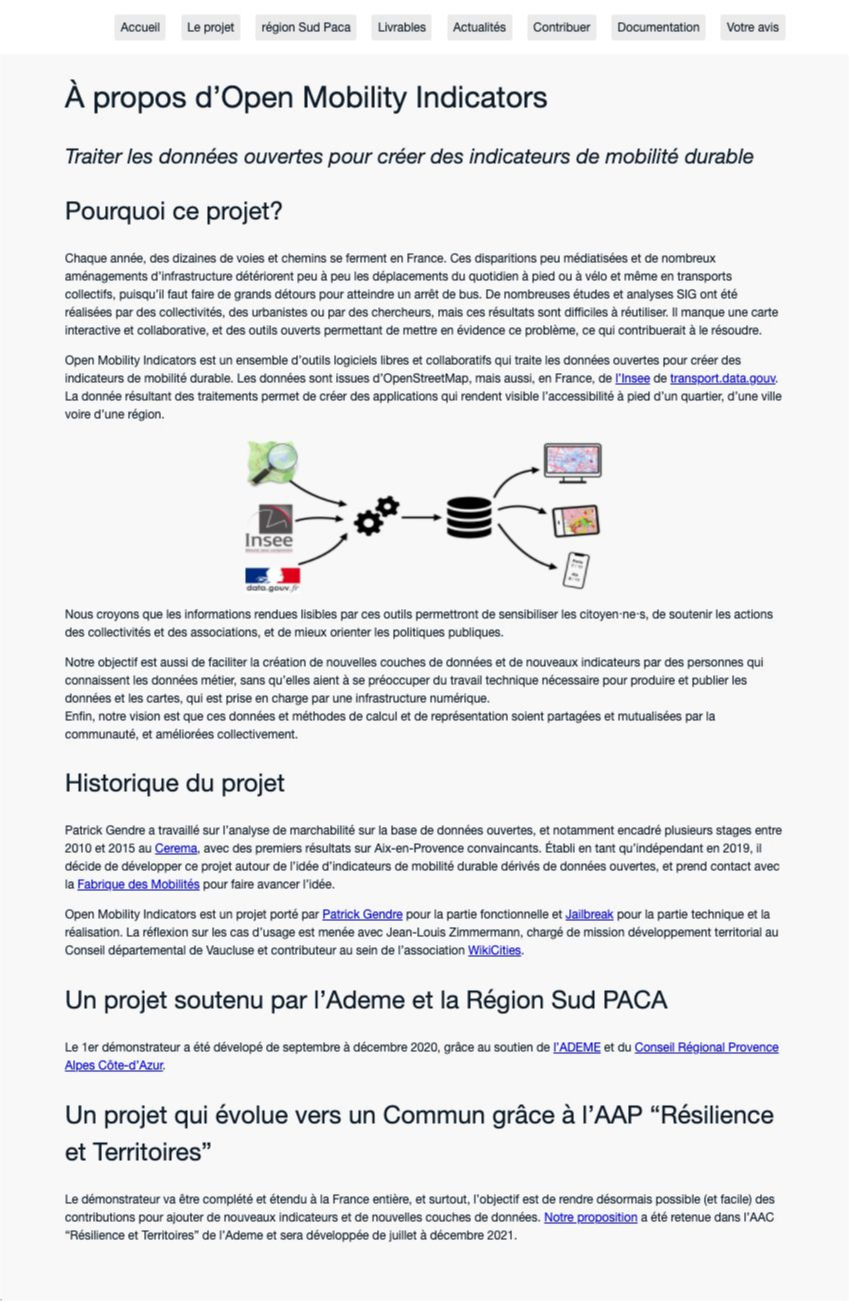 Accueil Le projet région Sud Paca Livrables Actualités Contribuer Documentation Votre avis
À propos d’Open Mobility Indicators
Traiter les données ouvertes pour créer des indicateurs de mobilité durable
Pourquoi ce projet?
Chaque année, des dizaines de voies et chemins se ferment en France. Ces disparitions peu médiatisées et de nombreux
aménagements d’infrastructure détériorent peu à peu les déplacements du quotidien à pied ou à vélo et même en transports
collectifs, puisqu’il faut faire de grands détours pour atteindre un arrêt de bus. De nombreuses études et analyses SIG ont été
réalisées par des collectivités, des urbanistes ou par des chercheurs, mais ces résultats sont difficiles à réutiliser. Il manque une carte
interactive et collaborative, et des outils ouverts permettant de mettre en évidence ce problème, ce qui contribuerait à le résoudre.
Open Mobility Indicators est un ensemble d’outils logiciels libres et collaboratifs qui traite les données ouvertes pour créer des
indicateurs de mobilité durable. Les données sont issues d’OpenStreetMap, mais aussi, en France, de l’Insee de transport.data.gouv.
La donnée résultant des traitements permet de créer des applications qui rendent visible l’accessibilité à pied d’un quartier, d’une ville
voire d’une région.
Insee
data.gouv.fr
Nous croyons que les informations rendues lisibles par ces outils permettront de sensibiliser les citoyen·ne·s, de soutenir les actions
des collectivités et des associations, et de mieux orienter les politiques publiques.
Notre objectif est aussi de faciliter la création de nouvelles couches de données et de nouveaux indicateurs par des personnes qui
connaissent les données métier, sans qu’elles aient à se préoccuper du travail technique nécessaire pour produire et publier les
données et les cartes, qui est prise en charge par une infrastructure numérique.
Enfin, notre vision est que ces données et méthodes de calcul et de représentation soient partagées et mutualisées par la
communauté, et améliorées collectivement.
Historique du projet
Patrick Gendre a travaillé sur l’analyse de marchabilité sur la base de données ouvertes, et notamment encadré plusieurs stages entre
2010 et 2015 au Cerema, avec des premiers résultats sur Aix-en-Provence convaincants. Établi en tant qu’indépendant en 2019, il
décide de développer ce projet autour de l’idée d’indicateurs de mobilité durable dérivés de données ouvertes, et prend contact avec
la Fabrique des Mobilités pour faire avancer l’idée.
Open Mobility Indicators est un projet porté par Patrick Gendre pour la partie fonctionnelle et Jailbreak pour la partie technique et la
réalisation. La réflexion sur les cas d’usage est menée avec Jean-Louis Zimmermann, chargé de mission développement territorial au
Conseil départemental de Vaucluse et contributeur au sein de l’association WikiCities.
Un projet soutenu par l’Ademe et la Région Sud PACA
Le 1er démonstrateur a été dévelopé de septembre à décembre 2020, grâce au soutien de l’ADEME et du Conseil Régional Provence
Alpes Côte-d’Azur.
Un projet qui évolue vers un Commun grâce à l’AAP “Résilience
et Territoires”
Le démonstrateur va être complété et étendu à la France entière, et surtout, l’objectif est de rendre désormais possible (et facile) des
contributions pour ajouter de nouveaux indicateurs et de nouvelles couches de données. Notre proposition a été retenue dans l’AAC
“Résilience et Territoires” de l’Ademe et sera développée de juillet à décembre 2021.